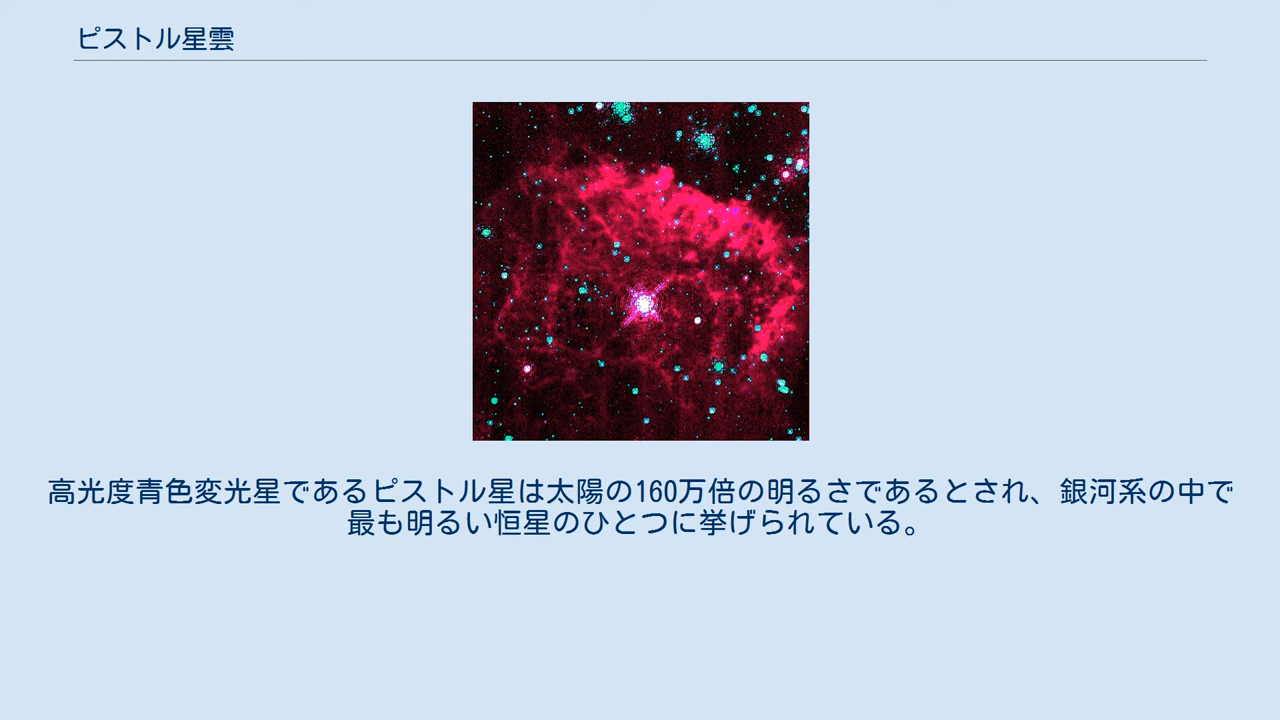 ピストル星雲
高光度青色変光星であるピストル星は太陽の160万倍の明るさであるとされ、銀河系の中で
最も明るい恒星のひとつに挙げられている。